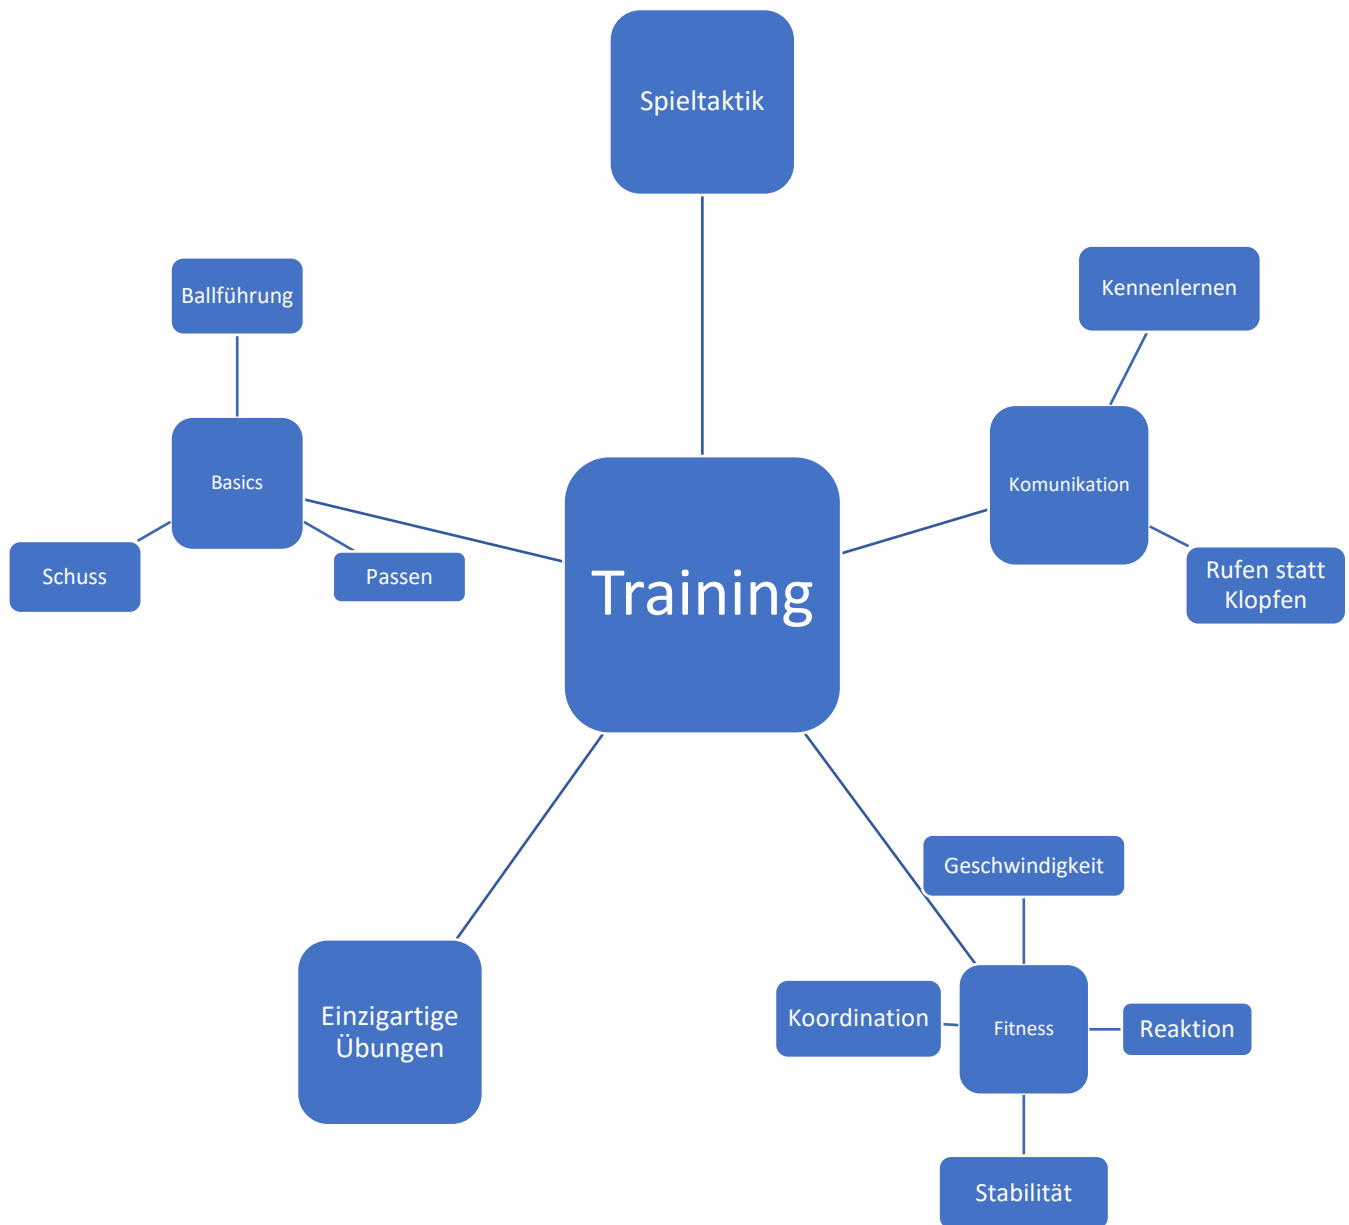 Spieltaktik
Ballführung
Kennenlernen
Basics
Komunikation
Schuss
Passen
Rufen statt
Klopfen
Training
Geschwindigkeit
Einzigartige
Übungen
Koordination
Fitness
Reaktion
Stabilität